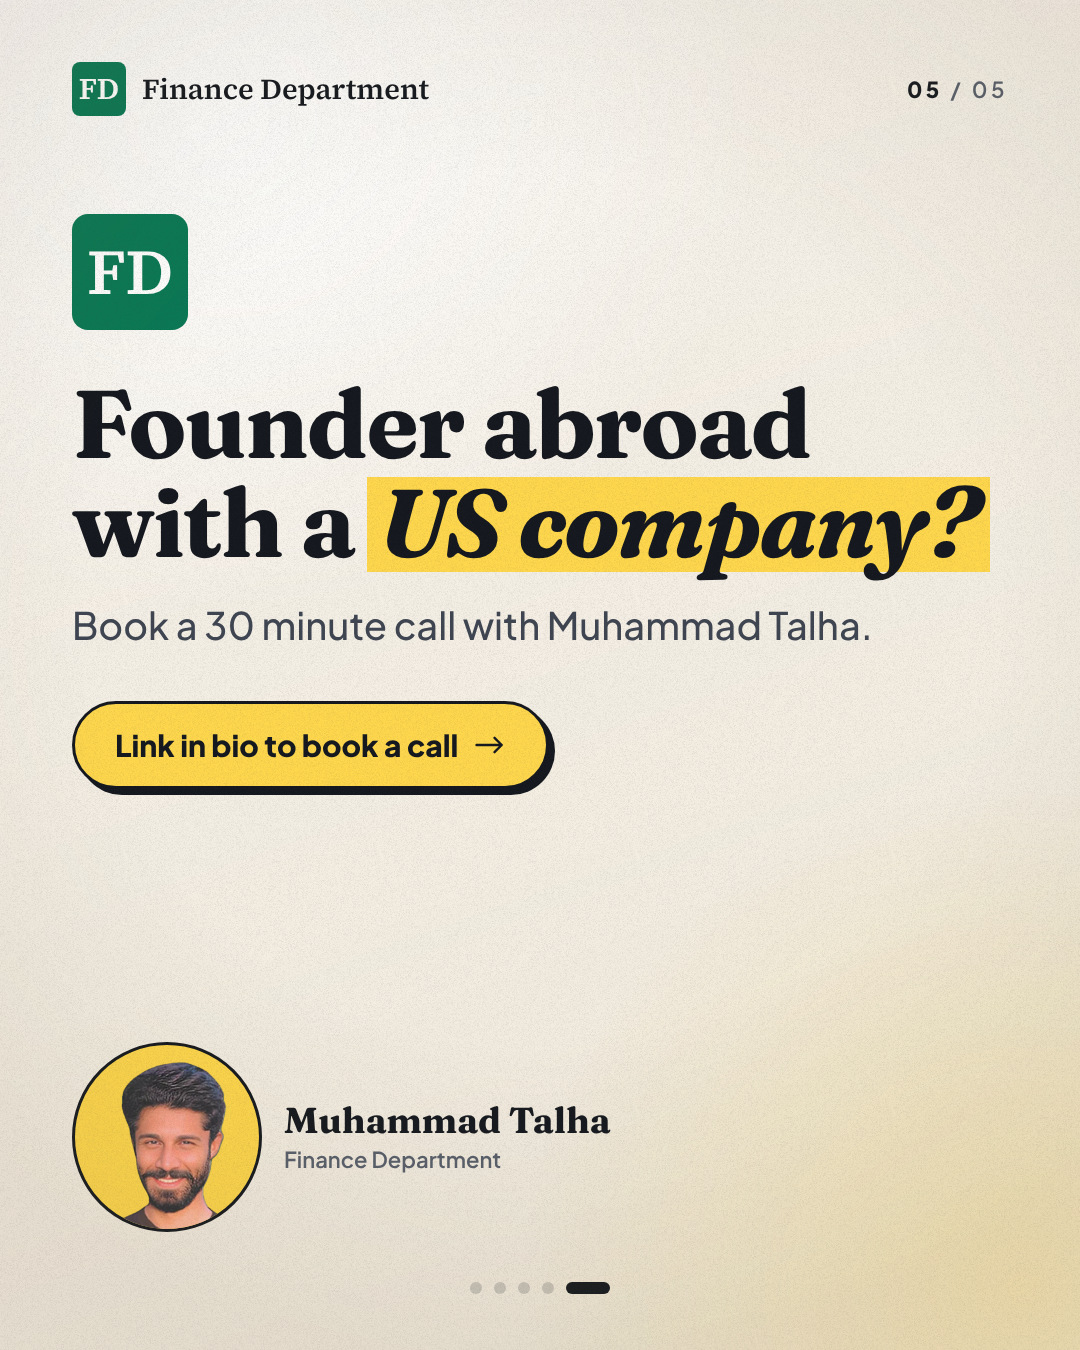 FD Finance Department
05 / 05
FD
Founder abroad
with a US company?
Book a 30 minute call with Muhammad Talha.
Link in bio to book a call →
Muhammad Talha
Finance Department